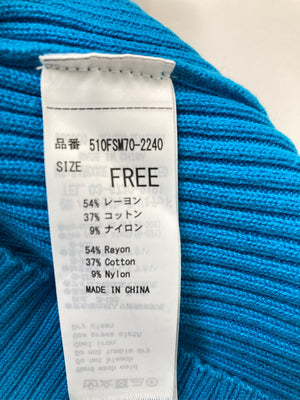 品番 510FSM70-2240
SIZE
FREE
54% レーヨン
37% コットン
9% ナイロン
54% Rayon
37% Cotton
9% Nylon
MADE IN CHINA